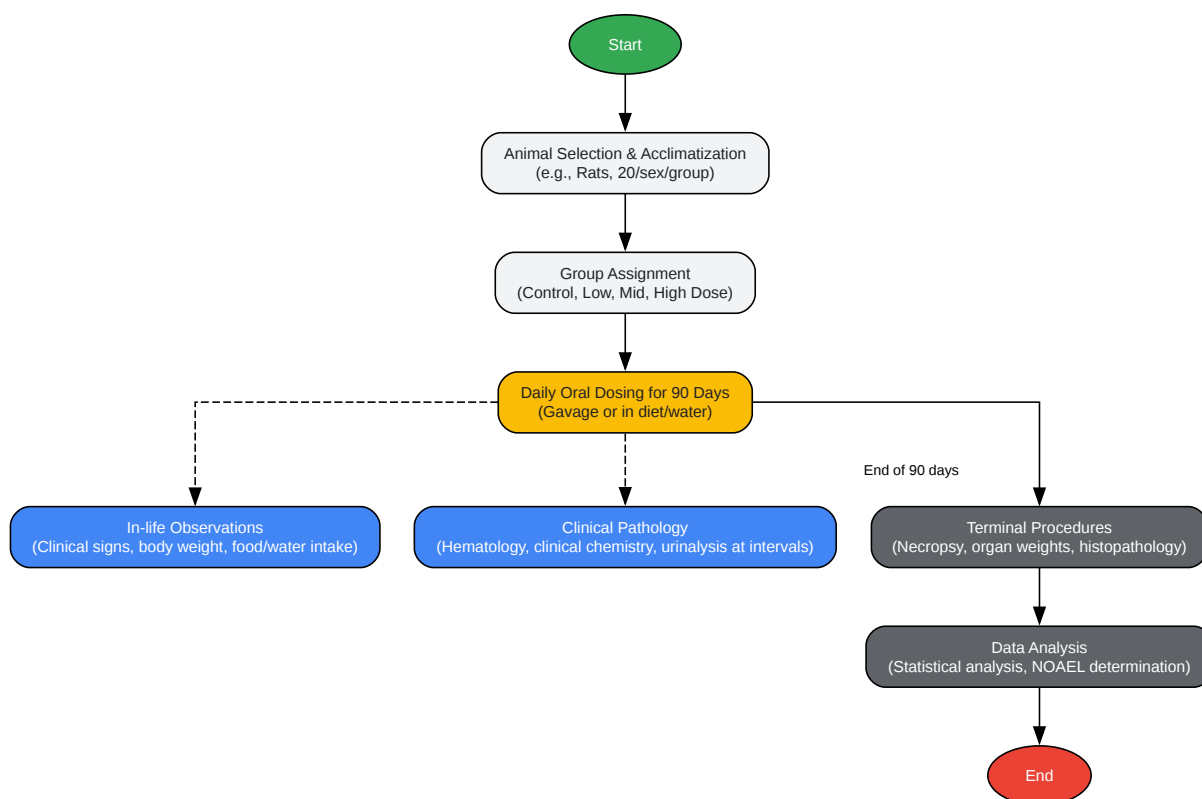 Start
Animal Selection & Acclimatization
(e.g., Rats, 20/sex/group)
Group Assignment
(Control, Low, Mid, High Dose)
Daily Oral Dosing for 90 Days
(Gavage or in diet/water)
End of 90 days
In-life Observations
(Clinical signs, body weight, food/water intake)
Clinical Pathology
(Hematology, clinical chemistry, urinalysis at intervals)
Terminal Procedures
(Necropsy, organ weights, histopathology)
Data Analysis
(Statistical analysis, NOAEL determination)
End